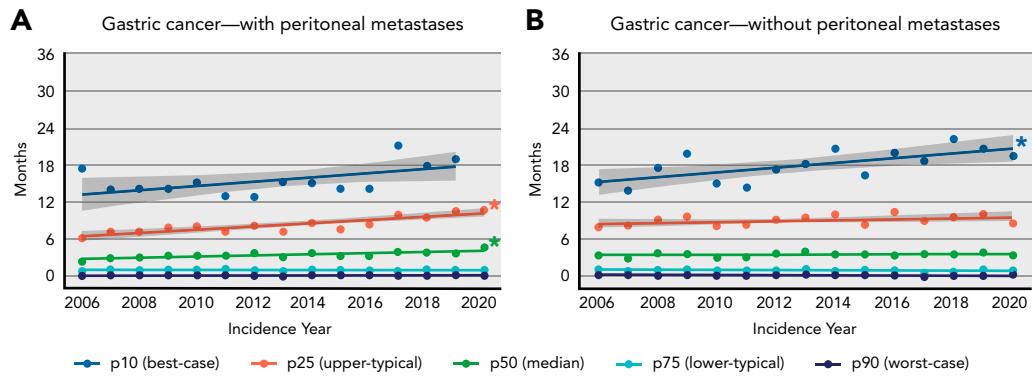 A
Gastric cancer—with peritoneal metastases
36
30
24
18
12
6
0
Months
*
*
2006 2008 2010 2012 2014 2016 2018 2020
Incidence Year
B
Gastric cancer—without peritoneal metastases
36
30
24
18
12
6
0
Months
*
2006 2008 2010 2012 2014 2016 2018 2020
Incidence Year
p10 (best-case) p25 (upper-typical) p50 (median) p75 (lower-typical) p90 (worst-case)